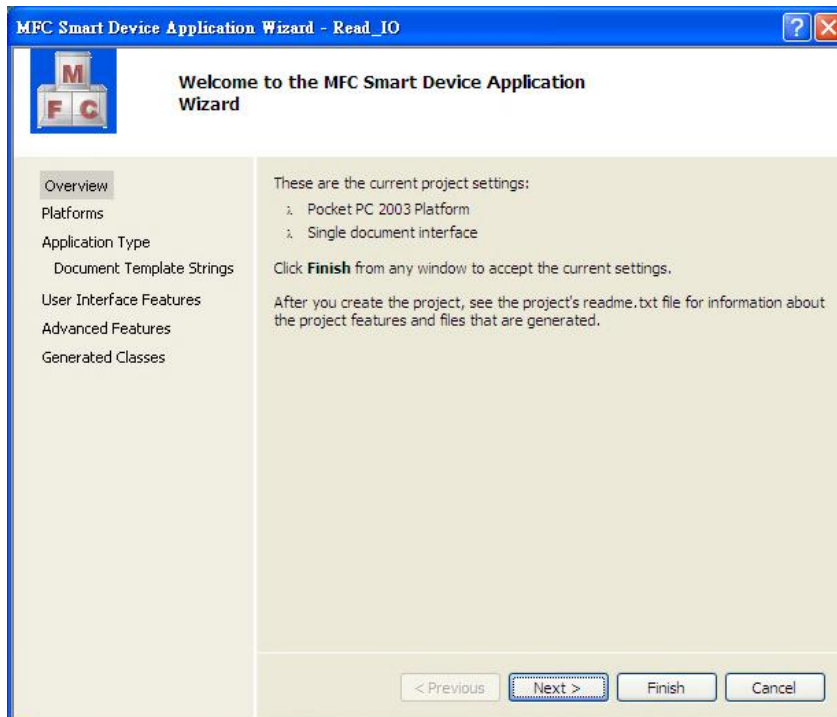 MFC Smart Device Application Wizard - Read_IO
M
F C
Welcome to the MFC Smart Device Application
Wizard
Overview
Platforms
Application Type
Document Template Strings
User Interface Features
Advanced Features
Generated Classes
These are the current project settings:
λ Pocket PC 2003 Platform
λ Single document interface
Click Finish from any window to accept the current settings.
After you create the project, see the project's readme.txt file for information about
the project features and files that are generated.
< Previous Next > Finish Cancel